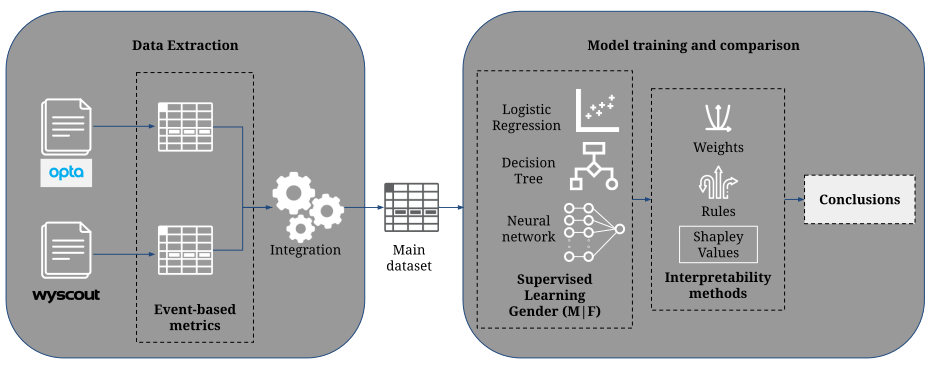 Data Extraction
opta
wyscout
Event-based
metrics
Integration
Main
dataset
Model training and comparison
Logistic
Regression
Decision
Tree
Neural
network
Supervised
Learning
Gender (M|F)
Weights
Rules
Shapley
Values
Interpretability
methods
Conclusions